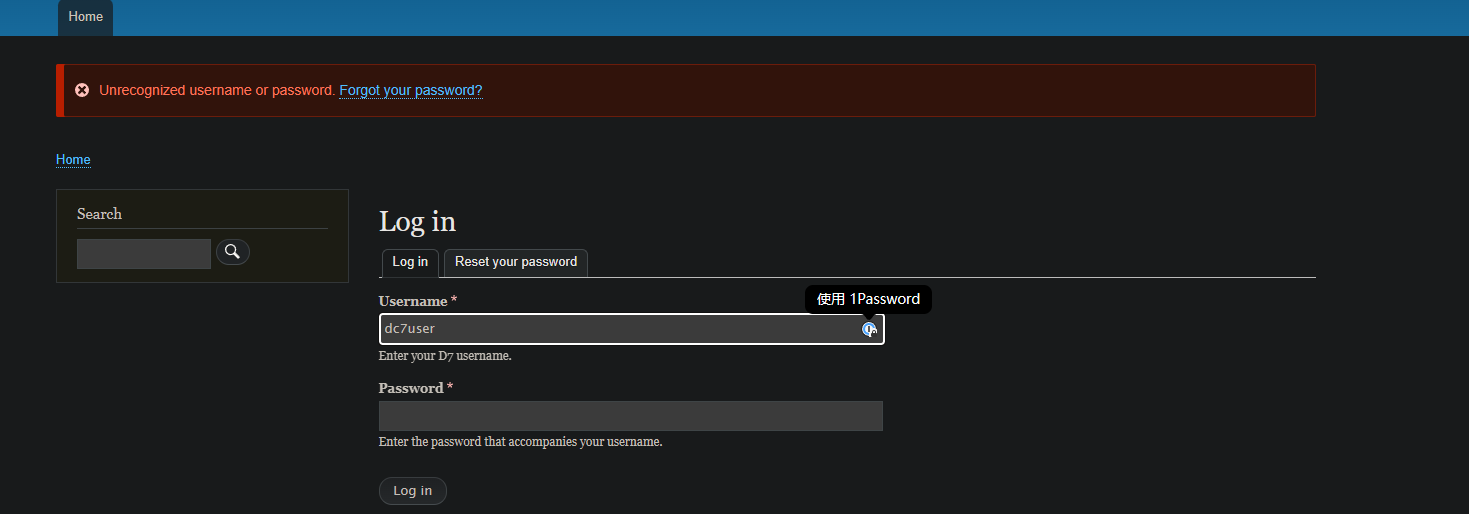 Home
Unrecognized username or password. Forgot your password?
Home
Search
Log in
Log in
Reset your password
Username *
使用 1Password
dc7user
Enter your D7 username.
Password *
Enter the password that accompanies your username.
Log in